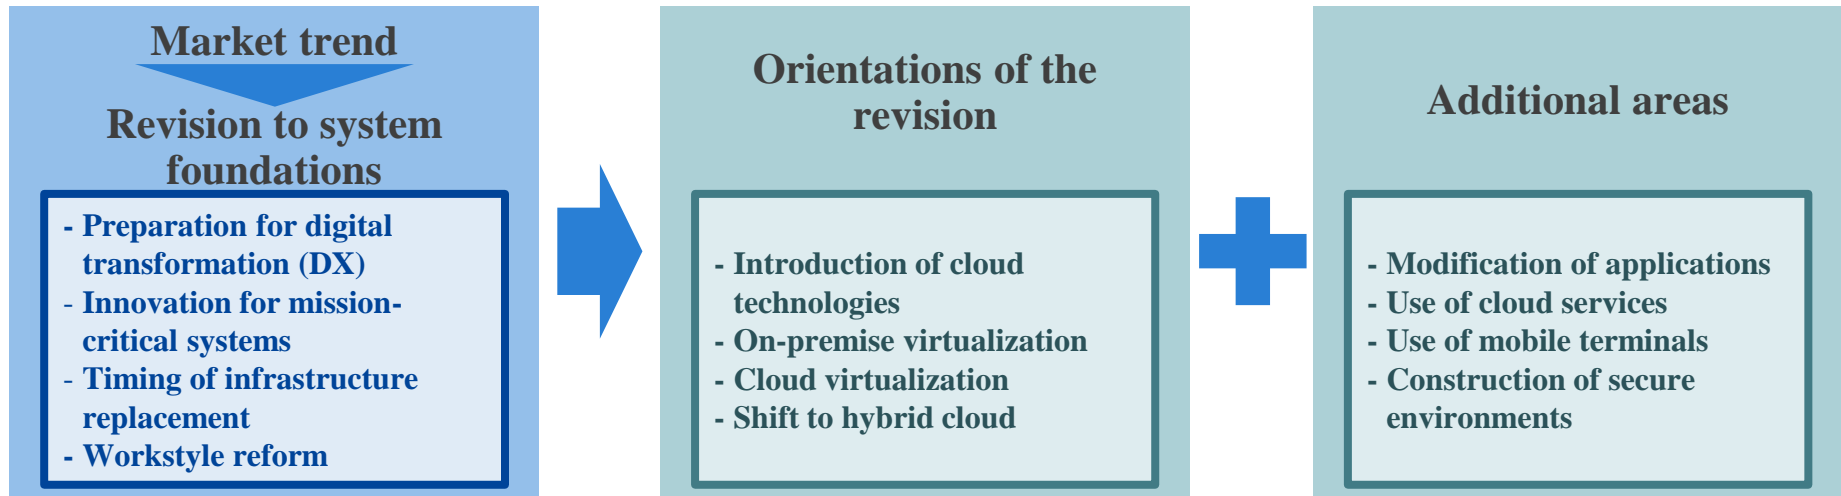 Market trend
Revision to system
foundations
- Preparation for digital
transformation (DX)
- Innovation for mission-
critical systems
- Timing of infrastructure
replacement
- Workstyle reform
Orientations of the
revision
- Introduction of cloud
technologies
- On-premise virtualization
- Cloud virtualization
- Shift to hybrid cloud
Additional areas
- Modification of applications
- Use of cloud services
- Use of mobile terminals
- Construction of secure
environments